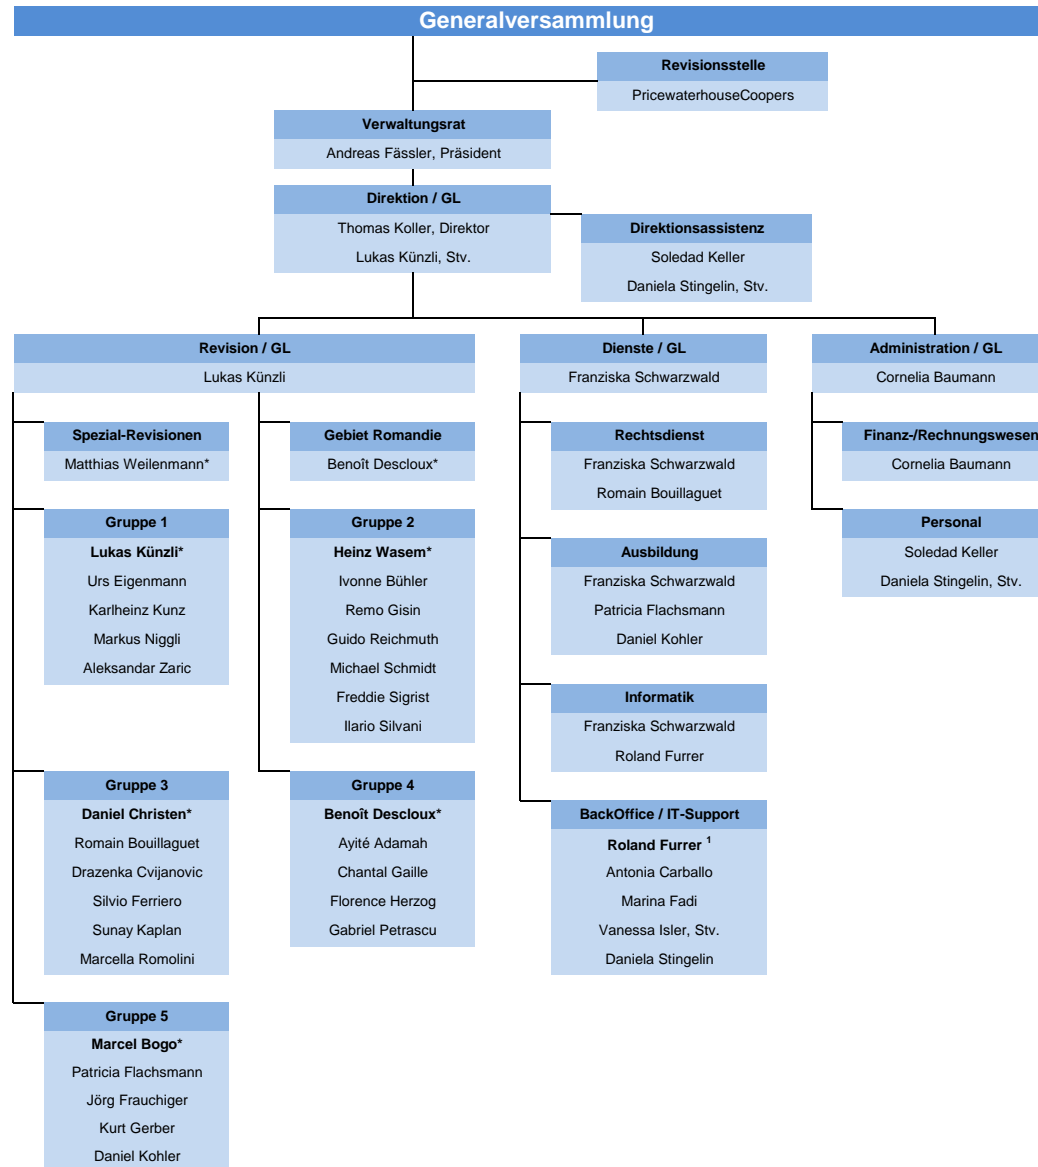 Generalversammlung
Revisionsstelle
PricewaterhouseCoopers
Verwaltungsrat
Andreas Fässler, Präsident
Direktion / GL
Thomas Koller, Direktor
Lukas Künzli, Stv.
Direktionsassistenz
Soledad Keller
Daniela Stingelin, Stv.
Revision / GL
Lukas Künzli
Spezial-Revisionen
Matthias Weilenmann*
Gruppe 1
Lukas Künzli*
Urs Eigenmann
Karlheinz Kunz
Markus Niggli
Aleksandar Zaric
Gruppe 3
Daniel Christen*
Romain Bouillaguet
Drazenka Cvijanovic
Silvio Ferriero
Sunay Kaplan
Marcella Romolini
Gruppe 5
Marcel Bogo*
Patricia Flachsmann
Jörg Frauchiger
Kurt Gerber
Daniel Kohler
Gebiet Romandie
Benoît Descloux*
Gruppe 2
Heinz Wasem*
Ivonne Bühler
Remo Gisin
Guido Reichmuth
Michael Schmidt
Freddie Sigrist
Ilario Silvani
Gruppe 4
Benoît Descloux*
Ayité Adamah
Chantal Gaille
Florence Herzog
Gabriel Petrascu
Dienste / GL
Franziska Schwarzwald
Rechtsdienst
Franziska Schwarzwald
Romain Bouillaguet
Ausbildung
Franziska Schwarzwald
Patricia Flachsmann
Daniel Kohler
Informatik
Franziska Schwarzwald
Roland Furrer
BackOffice / IT-Support
Roland Furrer ¹
Antonia Carballo
Marina Fadi
Vanessa Isler, Stv.
Daniela Stingelin
Administration / GL
Cornelia Baumann
Finanz-/Rechnungswesen
Cornelia Baumann
Personal
Soledad Keller
Daniela Stingelin, Stv.